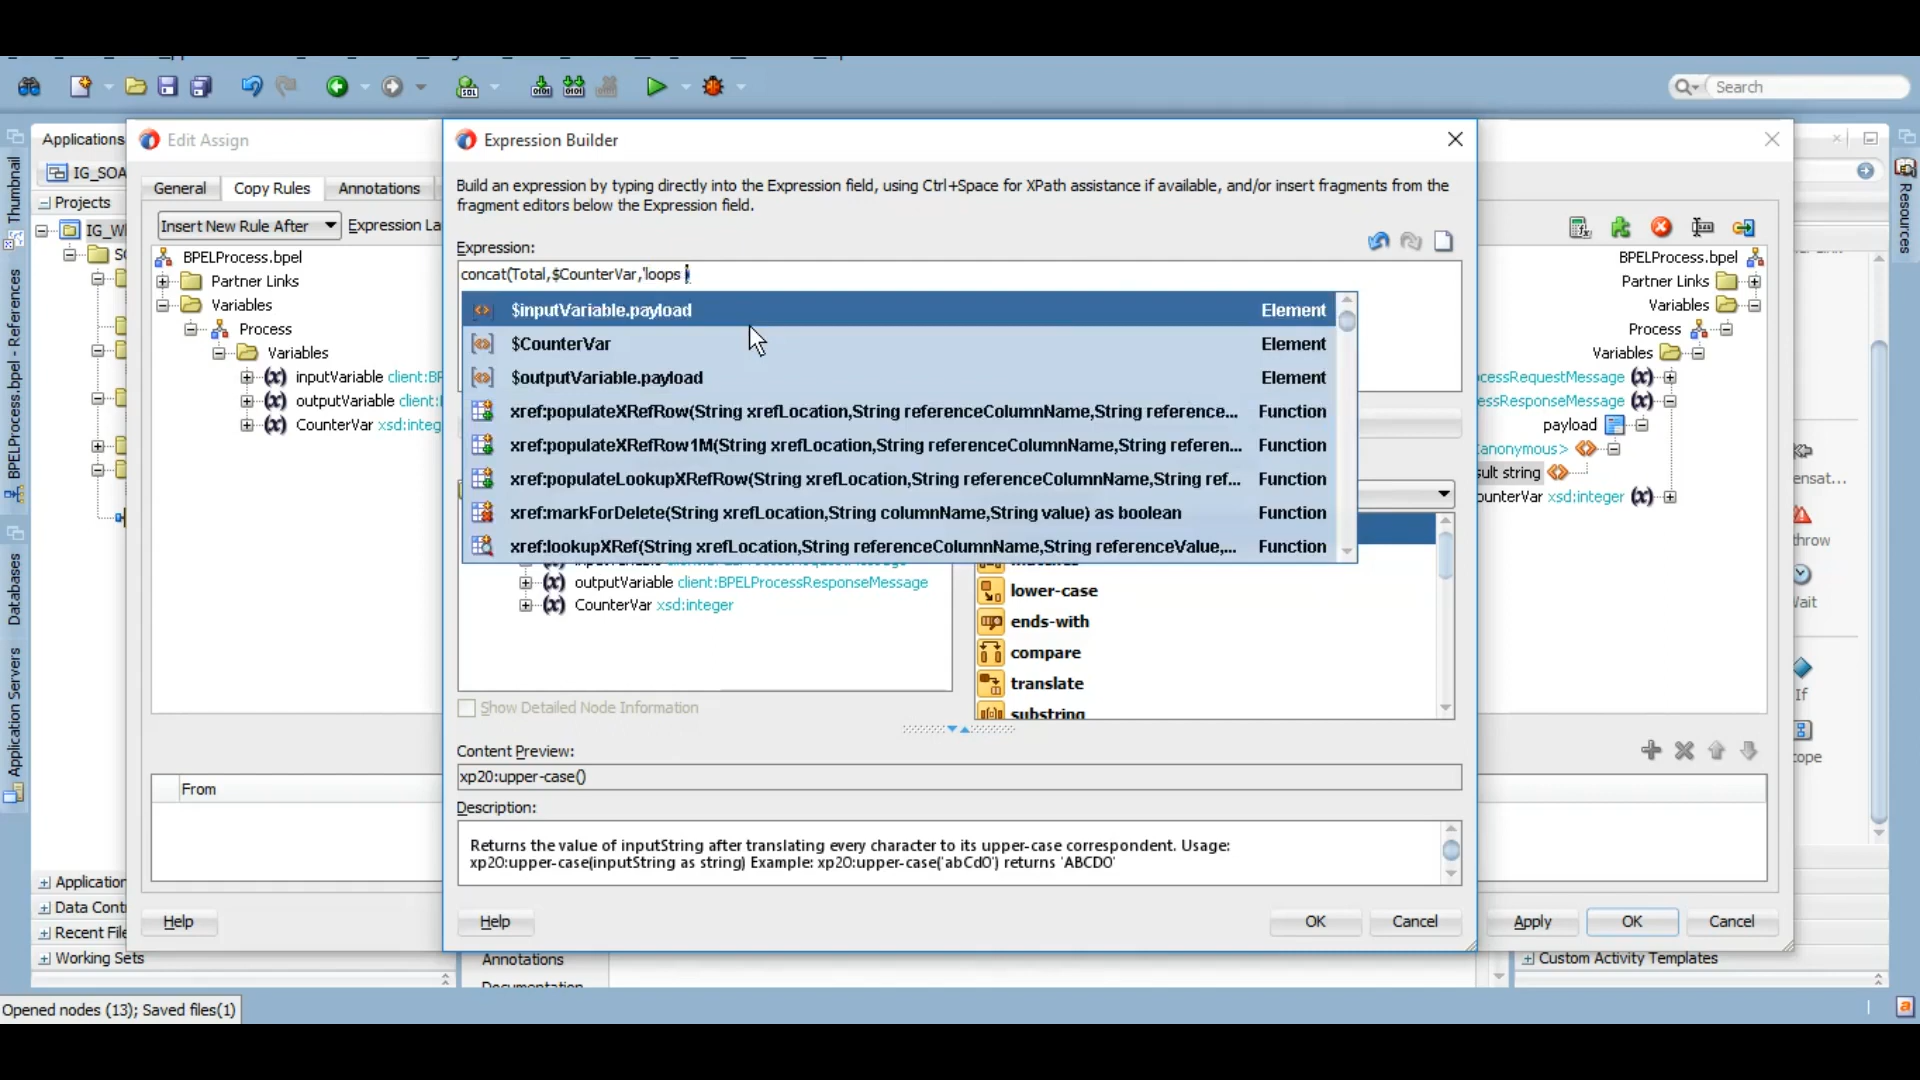 Search
Applications
IG_SOA
Projects
IG_W
Thumbnail
BPELProcess.bpel - References
Databases
Application Servers
Resources
Edit Assign
General
Copy Rules
Annotations
Insert New Rule After
Expression La
BPELProcess.bpel
Partner Links
Variables
Process
Variables
inputVariable client:BP
outputVariable client:
CounterVar xsd:integ
From
Help
Expression Builder
Build an expression by typing directly into the Expression field, using Ctrl+Space for XPath assistance if available, and/or insert fragments from the
fragment editors below the Expression field.
Expression:
concat('Total,$CounterVar,'loops )
$inputVariable.payload Element
$CounterVar Element
$outputVariable.payload Element
xref:populateXRefRow(String xrefLocation,String referenceColumnName,String reference... Function
xref:populateXRefRow1M(String xrefLocation,String referenceColumnName,String referen... Function
xref:populateLookupXRefRow(String xrefLocation,String referenceColumnName,String ref... Function
xref:markForDelete(String xrefLocation,String columnName,String value) as boolean Function
xref:lookupXRef(String xrefLocation,String referenceColumnName,String referenceValue,... Function
outputVariable client:BPELProcessResponseMessage
CounterVar xsd:integer
lower-case
ends-with
compare
translate
substring
Show Detailed Node Information
Content Preview:
xp20:upper-case()
Description:
Returns the value of inputString after translating every character to its upper-case correspondent. Usage:
xp20:upper-case(inputString as string) Example: xp20:upper-case('abCd0') returns 'ABCD0'
Help
OK
Cancel
BPELProcess.bpel
Partner Links
Variables
Process
Variables
cessRequestMessage
essResponseMessage
payload
anonymous>
sult string
ounterVar xsd:integer
ensat...
throw
Wait
If
cope
Apply
OK
Cancel
Application
Data Cont
Recent File
Working Sets
Annotations
Custom Activity Templates
Opened nodes (13); Saved files(1)